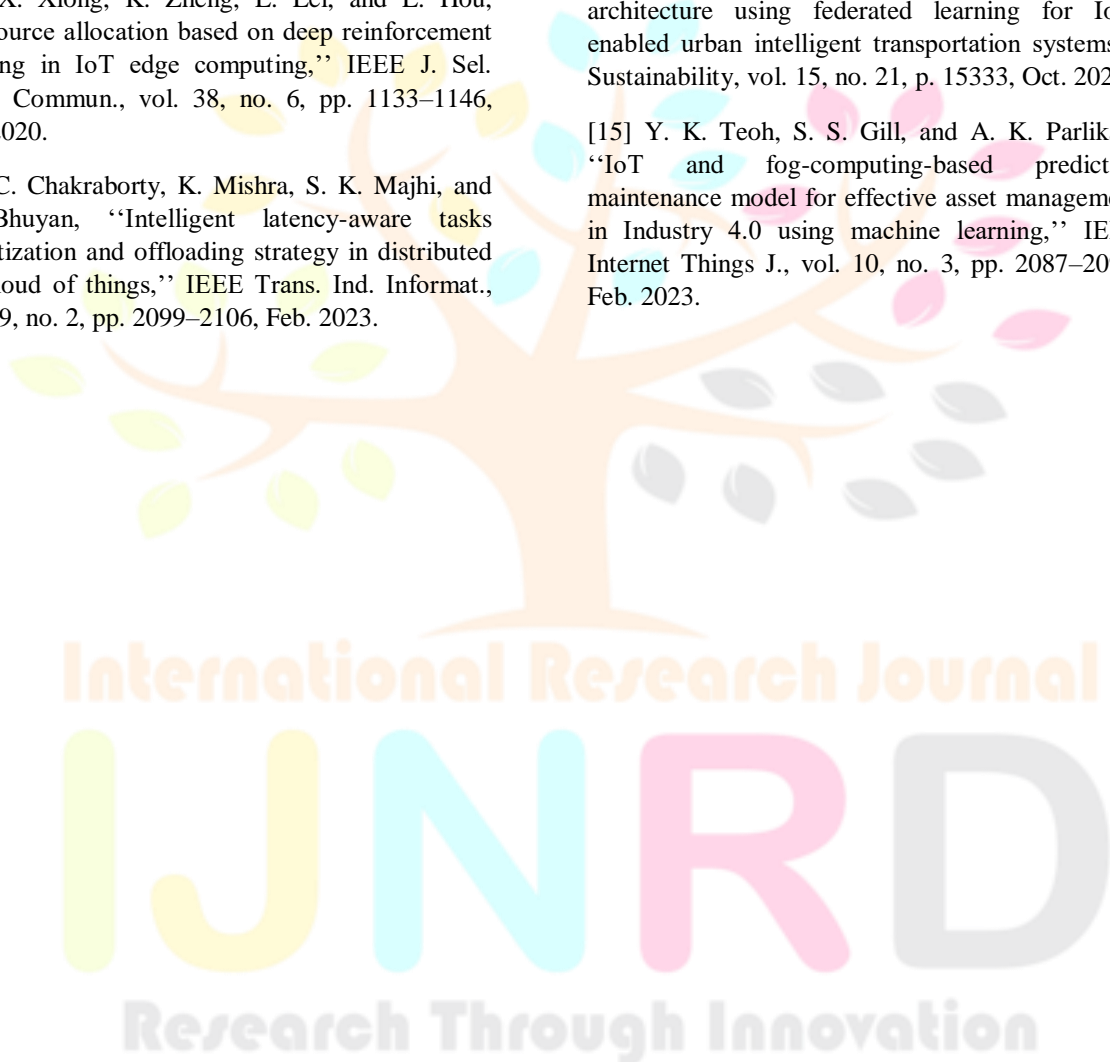 X. Xiong, K. Zheng, L. Lei, and L. Hou,
ource allocation based on deep reinforcement
ng in IoT edge computing,’’ IEEE J. Sel.
Commun., vol. 38, no. 6, pp. 1133–1146,
2020.
C. Chakraborty, K. Mishra, S. K. Majhi, and
Bhuyan, ‘‘Intelligent latency-aware tasks
tization and offloading strategy in distributed
oud of things,’’ IEEE Trans. Ind. Informat.,
9, no. 2, pp. 2099–2106, Feb. 2023.
architecture using federated learning for Io
enabled urban intelligent transportation systems
Sustainability, vol. 15, no. 21, p. 15333, Oct. 202
[15] Y. K. Teoh, S. S. Gill, and A. K. Parlik
‘‘IoT and fog-computing-based predict
maintenance model for effective asset manageme
in Industry 4.0 using machine learning,’’ IE
Internet Things J., vol. 10, no. 3, pp. 2087–209
Feb. 2023.
International Research Journal
IJNRD
Research Through Innovation